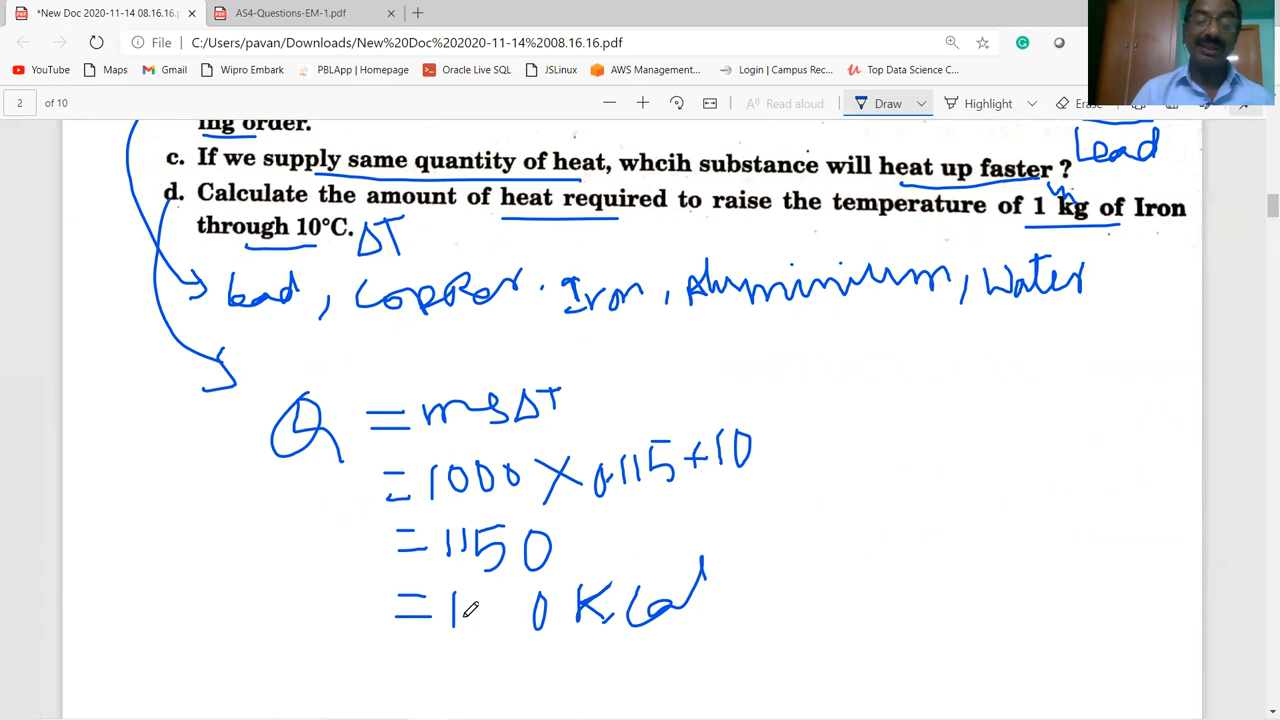 *New Doc 2020-11-14 08.16.16.p
AS4-Questions-EM-1.pdf
File
C:/Users/pavan/Downloads/New%20Doc%202020-11-14%2008.16.16.pdf
YouTube Maps Gmail Wipro Embark PBLApp | Homepage Oracle Live SQL JSLinux AWS Management... Login | Campus Rec... Top Data Science C...
2 of 10 Read aloud Draw Highlight Erase
ing order.
Lead
c. If we supply same quantity of heat, whcih substance will heat up faster ?
d. Calculate the amount of heat required to raise the temperature of 1 kg of Iron
through 10°C. ΔT
m
Lead, Copper. Iron, Aluminium, Water
Q = msΔT
= 1000 X 0.115 + 10
= 1150
= 1. 0 K.Cal